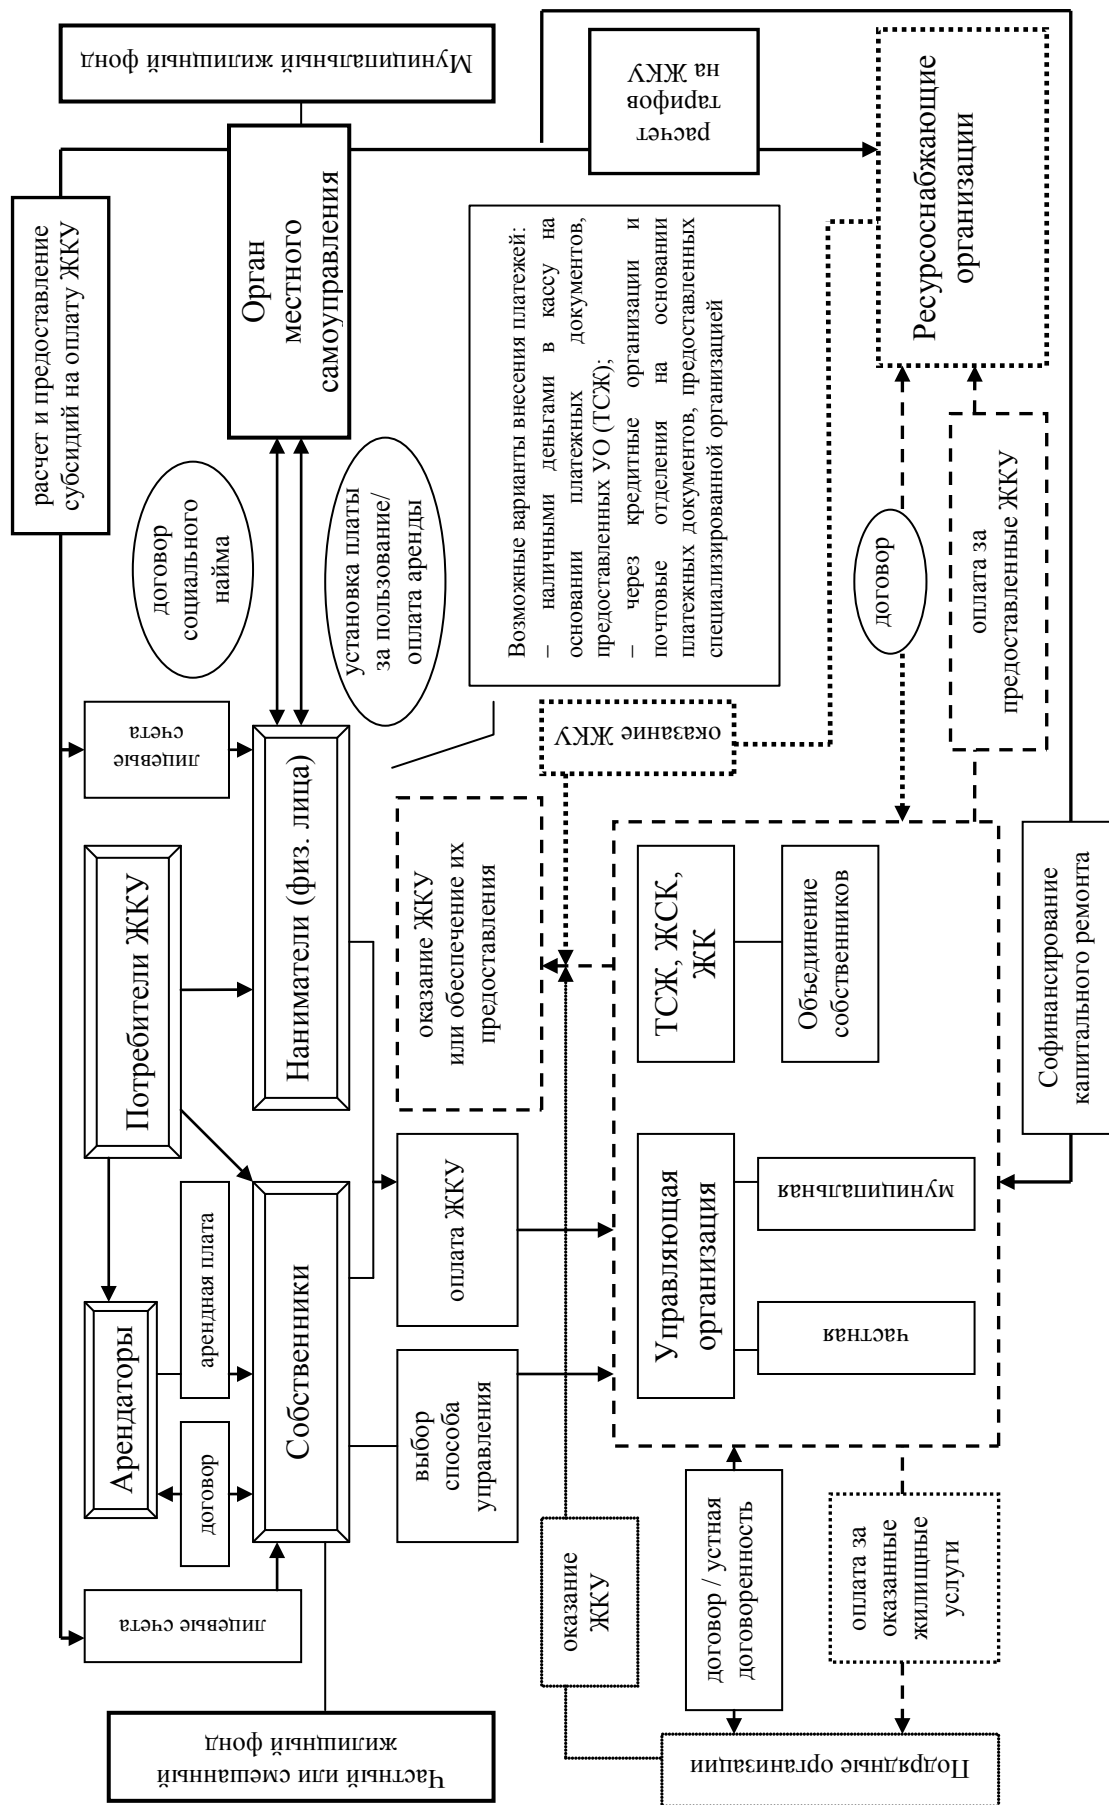 Муниципальный жилищный фонд
расчет и предоставление
субсидий на оплату ЖКУ
Орган
местного
самоуправления
расчет
тарифов
на ЖКУ
договор
социального
найма
установка платы
за пользование/
оплата аренды
Возможные варианты внесения платежей:
– наличными деньгами в кассу на
основании платежных документов,
предоставленных УО (ТСЖ);
– через кредитные организации и
почтовые отделения на основании
платежных документов, предоставленных
специализированной организацией
Ресурсоснабжающие
организации
лицевые
счета
Потребители ЖКУ
Наниматели (физ. лица)
оказание ЖКУ
оказание ЖКУ
или обеспечение их
предоставления
договор
оплата за
предоставленные ЖКУ
Арендаторы
арендная плата
договор
Собственники
лицевые счета
оплата ЖКУ
выбор
способа
управления
ТСЖ, ЖСК,
ЖК
Объединение
собственников
Управляющая
организация
муниципальная
частная
Софинансирование
капитального ремонта
Частный или смешанный
жилищный фонд
оказание
ЖКУ
договор / устная
договоренность
оплата за
оказанные
жилищные
услуги
Подрядные организации